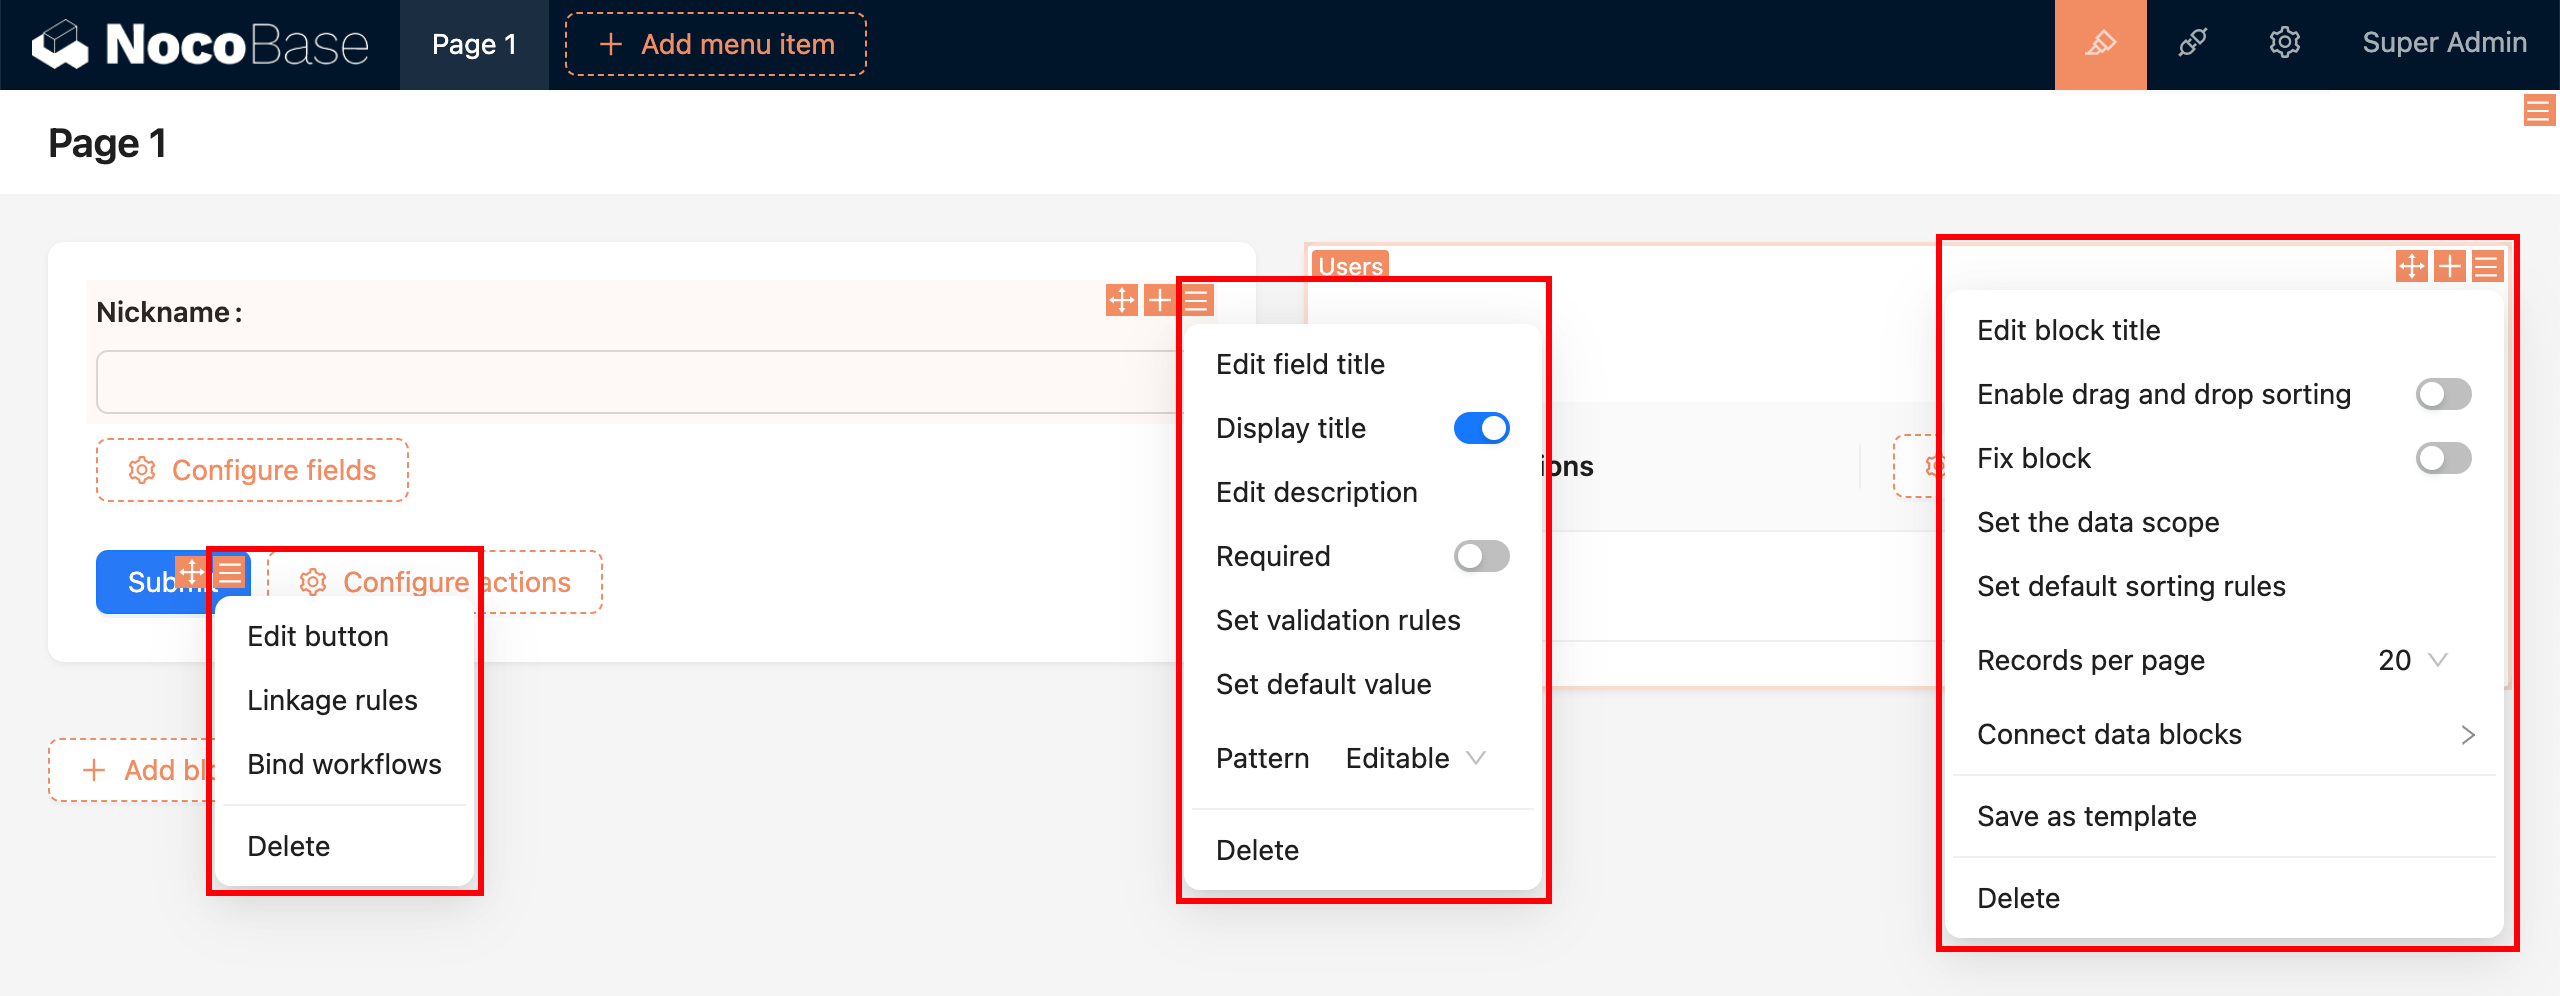 NocoBase
Page 1
Add menu item
Super Admin
Page 1
Nickname :
Configure fields
Configure actions
Edit button
Linkage rules
Bind workflows
Delete
Add
Edit field title
Display title
Edit description
Required
Set validation rules
Set default value
Pattern Editable
Delete
Users
Edit block title
Enable drag and drop sorting
Fix block
Set the data scope
Set default sorting rules
Records per page 20
Connect data blocks
Save as template
Delete